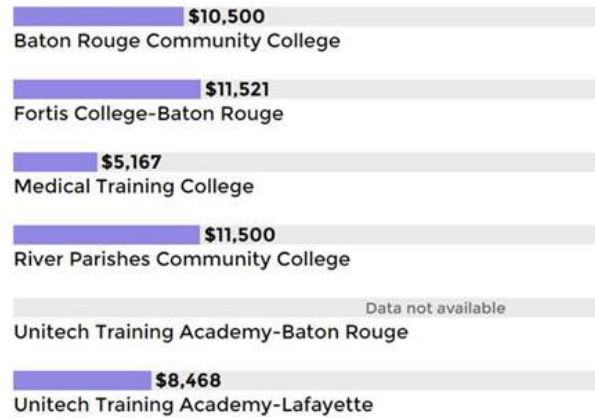 $10,500
Baton Rouge Community College
$11,521
Fortis College-Baton Rouge
$5,167
Medical Training College
$11,500
River Parishes Community College
Data not available
Unitech Training Academy-Baton Rouge
$8,468
Unitech Training Academy-Lafayette